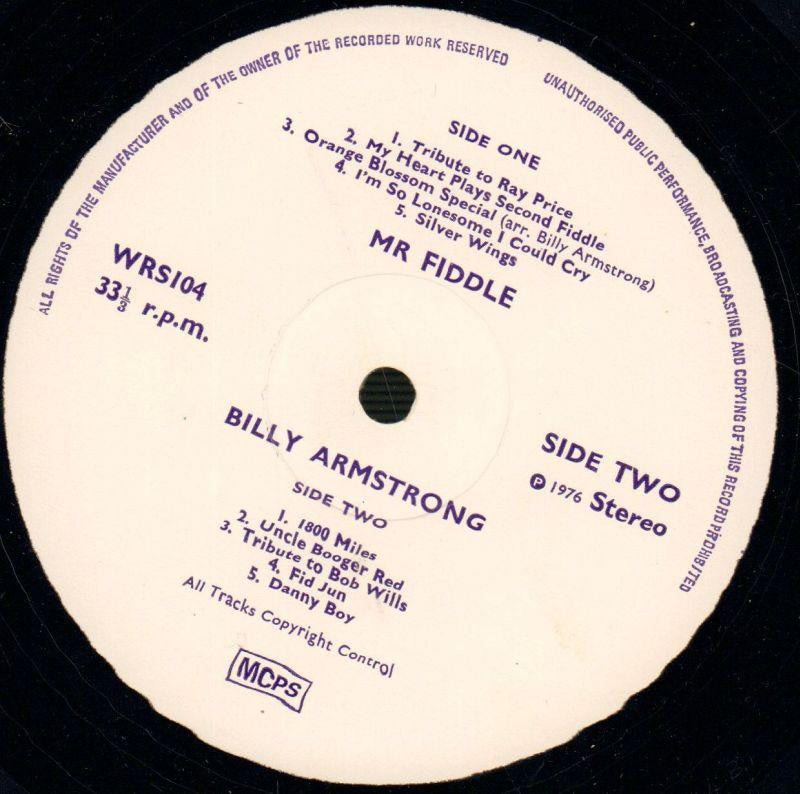 ALL RIGHTS OF THE MANUFACTURER AND OF THE OWNER OF THE RECORDED WORK RESERVED
UNAUTHORISED PUBLIC PERFORMANCE, BROADCASTING AND COPYING OF THIS RECORD PROHIBITED
SIDE ONE
1. Tribute to Ray Price
2. My Heart Plays Second Fiddle
3. Orange Blossom Special (arr. Billy Armstrong)
4. I'm So Lonesome I Could Cry
5. Silver Wings
MR FIDDLE
WRS104
33⅓ r.p.m.
BILLY ARMSTRONG
SIDE TWO
℗ 1976 Stereo
SIDE TWO
1. 1800 Miles
2. Uncle Booger Red
3. Tribute to Bob Wills
4. Fid Jun
5. Danny Boy
All Tracks Copyright Control
MCPS